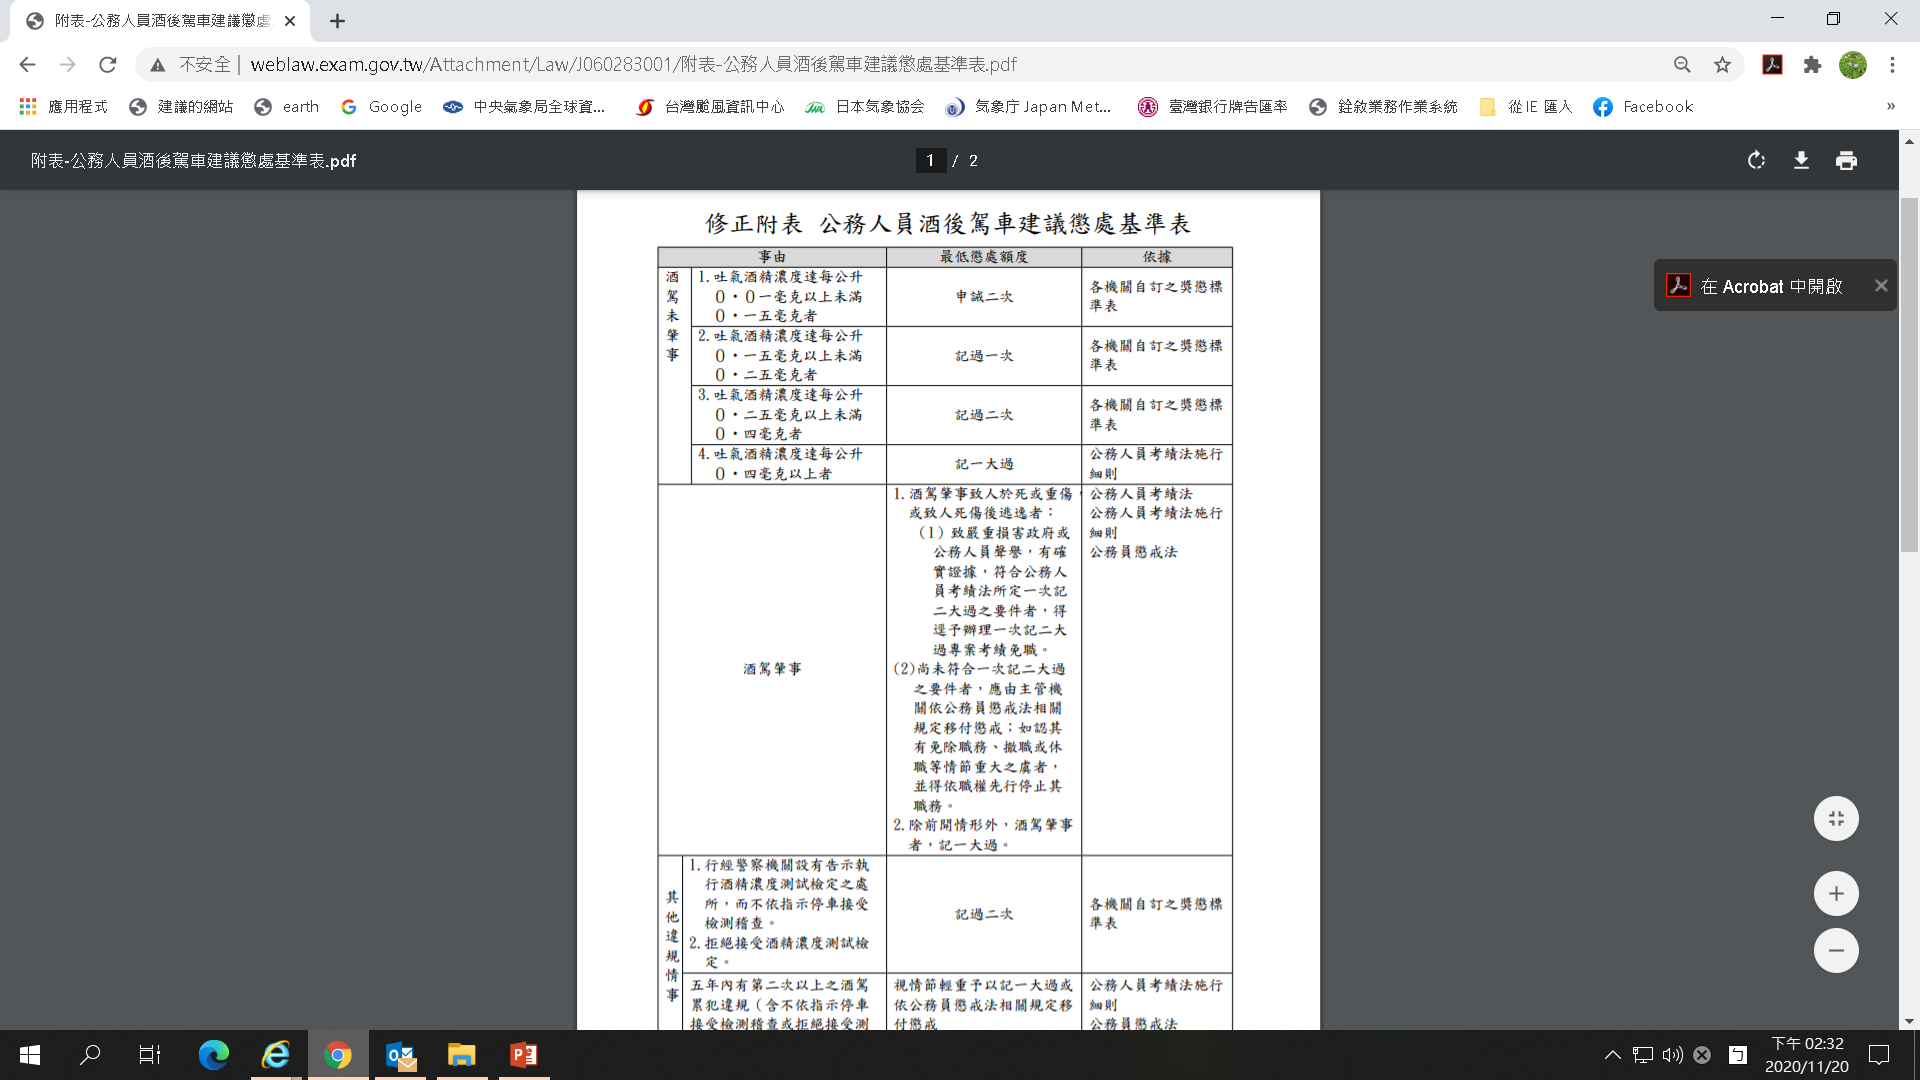 附表-公務人員酒後駕車建議懲處
不安全 | weblaw.exam.gov.tw/Attachment/Law/J060283001/附表-公務人員酒後駕車建議懲處基準表.pdf
應用程式 建議的網站 earth Google 中央氣象局全球資... 台灣颱風資訊中心 日本気象協会 気象庁 Japan Met... 臺灣銀行牌告匯率 銓敘業務作業系統 從 IE 匯入 Facebook »
附表-公務人員酒後駕車建議懲處基準表.pdf 1 / 2
在 Acrobat 中開啟
修正附表 公務人員酒後駕車建議懲處基準表
事由 最低懲處額度 依據
酒駕未肇事
1.吐氣酒精濃度達每公升
0·0一毫克以上未滿
0·一五毫克者
申誡二次
各機關自訂之獎懲標
準表
2.吐氣酒精濃度達每公升
0·一五毫克以上未滿
0·二五毫克者
記過一次
各機關自訂之獎懲標
準表
3.吐氣酒精濃度達每公升
0·二五毫克以上未滿
0·四毫克者
記過二次
各機關自訂之獎懲標
準表
4.吐氣酒精濃度達每公升
0·四毫克以上者
記一大過
公務人員考績法施行
細則
酒駕肇事
1.酒駕肇事致人於死或重傷，
或致人死傷後逃逸者：
(1) 致嚴重損害政府或
公務人員聲譽，有確
實證據，符合公務人
員考績法所定一次記
二大過之要件者，得
逕予辦理一次記二大
過專案考績免職。
(2)尚未符合一次記二大過
之要件者，應由主管機
關依公務員懲戒法相關
規定移付懲戒；如認其
有免除職務、撤職或休
職等情節重大之虞者，
並得依職權先行停止其
職務。
2.除前開情形外，酒駕肇事
者，記一大過。
公務人員考績法
公務人員考績法施行
細則
公務員懲戒法
其他違規情事
1.行經警察機關設有告示執
行酒精濃度測試檢定之處
所，而不依指示停車接受
檢測稽查。
2.拒絕接受酒精濃度測試檢
定。
記過二次
各機關自訂之獎懲標
準表
五年內有第二次以上之酒駕
累犯違規（含不依指示停車
接受檢測稽查或拒絕接受測
視情節輕重予以記一大過或
依公務員懲戒法相關規定移
付懲戒
公務人員考績法施行
細則
公務員懲戒法
下午 02:32
2020/11/20